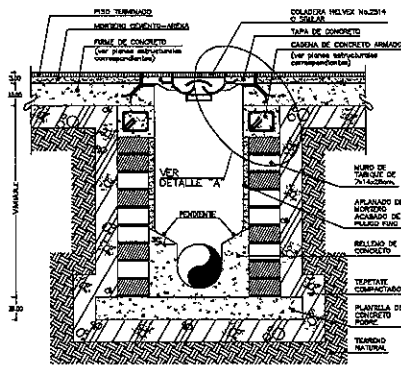 PISO TERMINADO
MORTERO CEMENTO-ARENA
FIRME DE CONCRETO
(ver planos estructurales
correspondientes)
COLADERA HELVEX No.2514
O SIMILAR
TAPA DE CONCRETO
CADENA DE CONCRETO ARMADO
(ver planos estructurales
correspondientes)
VARIABLE
VER
DETALLE "A"
PENDIENTE
MURO DE
TABIQUE DE
7x14x28cm.
APLANADO DE
MORTERO
ACABADO DE
PULIDO FINO
RELLENO DE
CONCRETO
TEPETATE
COMPACTADO
PLANTILLA DE
CONCRETO
POBRE
TERRENO
NATURAL